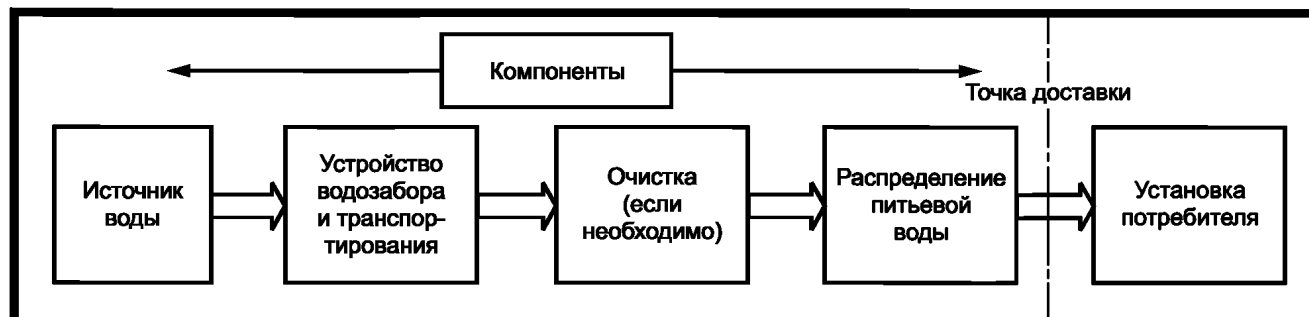 Компоненты
Точка доставки
Источник
воды
Устройство
водозабора
и транспор-
тирования
Очистка
(если
необходимо)
Распределение
питьевой
воды
Установка
потребителя